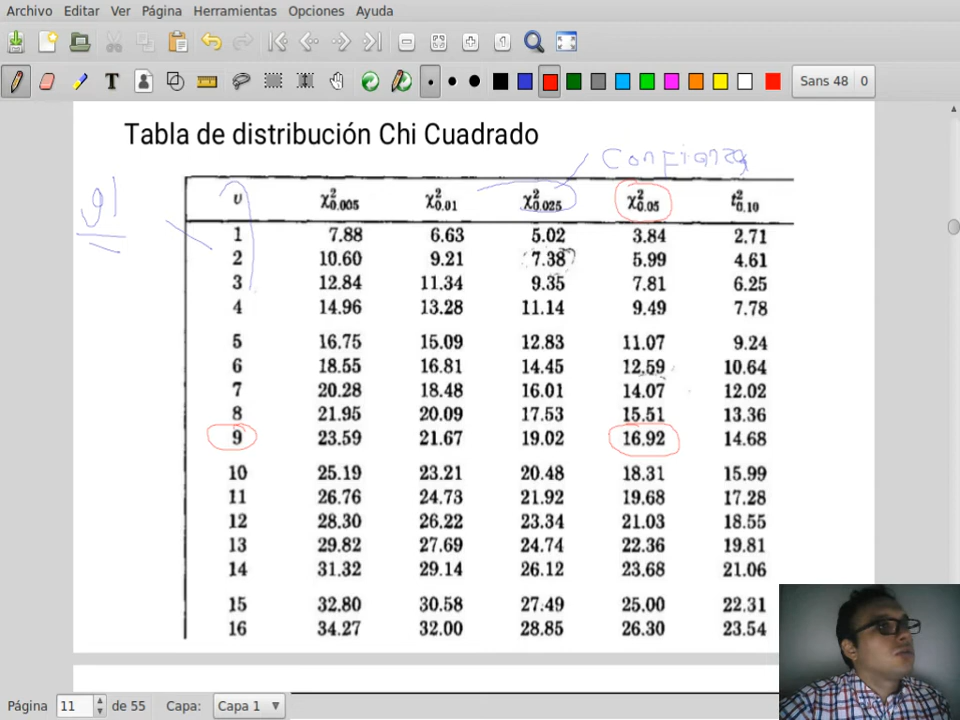 Archivo Editar Ver Página Herramientas Opciones Ayuda
Sans 48 0
Tabla de distribución Chi Cuadrado
Confianza
gl
υ χ²0.005 χ²0.01 χ²0.025 χ²0.05 t²0.10
1 7.88 6.63 5.02 3.84 2.71
2 10.60 9.21 7.38 5.99 4.61
3 12.84 11.34 9.35 7.81 6.25
4 14.96 13.28 11.14 9.49 7.78
5 16.75 15.09 12.83 11.07 9.24
6 18.55 16.81 14.45 12.59 10.64
7 20.28 18.48 16.01 14.07 12.02
8 21.95 20.09 17.53 15.51 13.36
9 23.59 21.67 19.02 16.92 14.68
10 25.19 23.21 20.48 18.31 15.99
11 26.76 24.73 21.92 19.68 17.28
12 28.30 26.22 23.34 21.03 18.55
13 29.82 27.69 24.74 22.36 19.81
14 31.32 29.14 26.12 23.68 21.06
15 32.80 30.58 27.49 25.00 22.31
16 34.27 32.00 28.85 26.30 23.54
Página 11 de 55 Capa: Capa 1